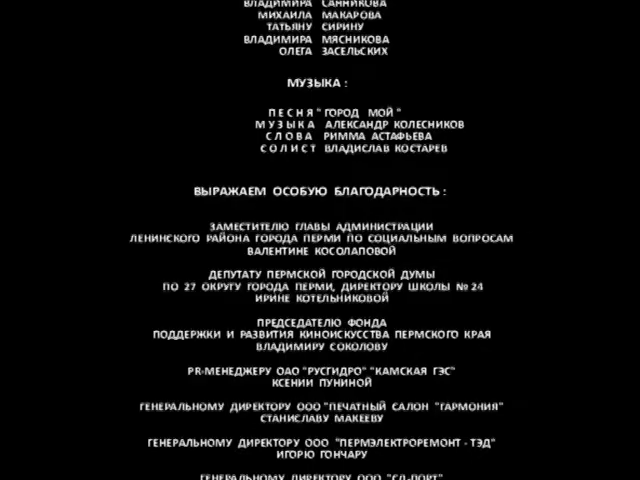 ВЛАДИМИРА САННИКОВА
МИХАИЛА МАКАРОВА
ТАТЬЯНУ СИРИНУ
ВЛАДИМИРА МЯСНИКОВА
ОЛЕГА ЗАСЕЛЬСКИХ
МУЗЫКА :
П Е С Н Я " ГОРОД МОЙ "
М У З Ы К А АЛЕКСАНДР КОЛЕСНИКОВ
С Л О В А РИММА АСТАФЬЕВА
С О Л И С Т ВЛАДИСЛАВ КОСТАРЕВ
ВЫРАЖАЕМ ОСОБУЮ БЛАГОДАРНОСТЬ :
ЗАМЕСТИТЕЛЮ ГЛАВЫ АДМИНИСТРАЦИИ
ЛЕНИНСКОГО РАЙОНА ГОРОДА ПЕРМИ ПО СОЦИАЛЬНЫМ ВОПРОСАМ
ВАЛЕНТИНЕ КОСОЛАПОВОЙ
ДЕПУТАТУ ПЕРМСКОЙ ГОРОДСКОЙ ДУМЫ
ПО 27 ОКРУГУ ГОРОДА ПЕРМИ, ДИРЕКТОРУ ШКОЛЫ № 24
ИРИНЕ КОТЕЛЬНИКОВОЙ
ПРЕДСЕДАТЕЛЮ ФОНДА
ПОДДЕРЖКИ И РАЗВИТИЯ КИНОИСКУССТВА ПЕРМСКОГО КРАЯ
ВЛАДИМИРУ СОКОЛОВУ
PR-МЕНЕДЖЕРУ ОАО "РУСГИДРО" "КАМСКАЯ ГЭС"
КСЕНИИ ПУНИНОЙ
ГЕНЕРАЛЬНОМУ ДИРЕКТОРУ ООО "ПЕЧАТНЫЙ САЛОН "ГАРМОНИЯ"
СТАНИСЛАВУ МАКЕЕВУ
ГЕНЕРАЛЬНОМУ ДИРЕКТОРУ ООО "ПЕРМЭЛЕКТРОРЕМОНТ - ТЭД"
ИГОРЮ ГОНЧАРУ
ГЕНЕРАЛЬНОМУ ДИРЕКТОРУ ООО